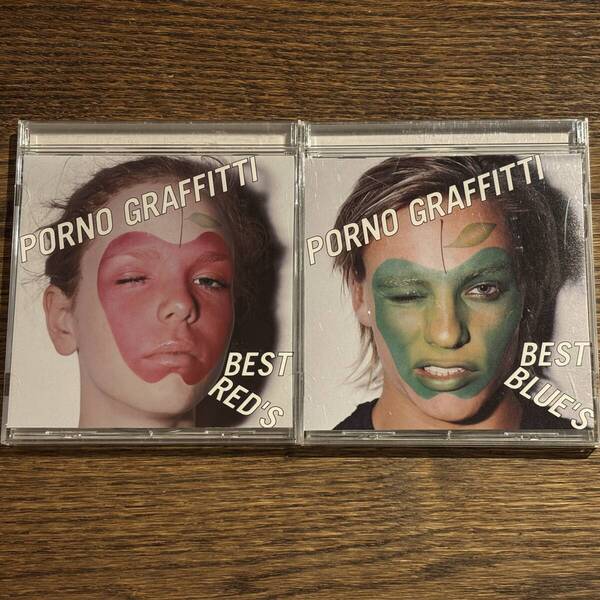 PORNO GRAFFITTI
BEST
RED'S
PORNO GRAFFITTI
BEST
BLUE'S